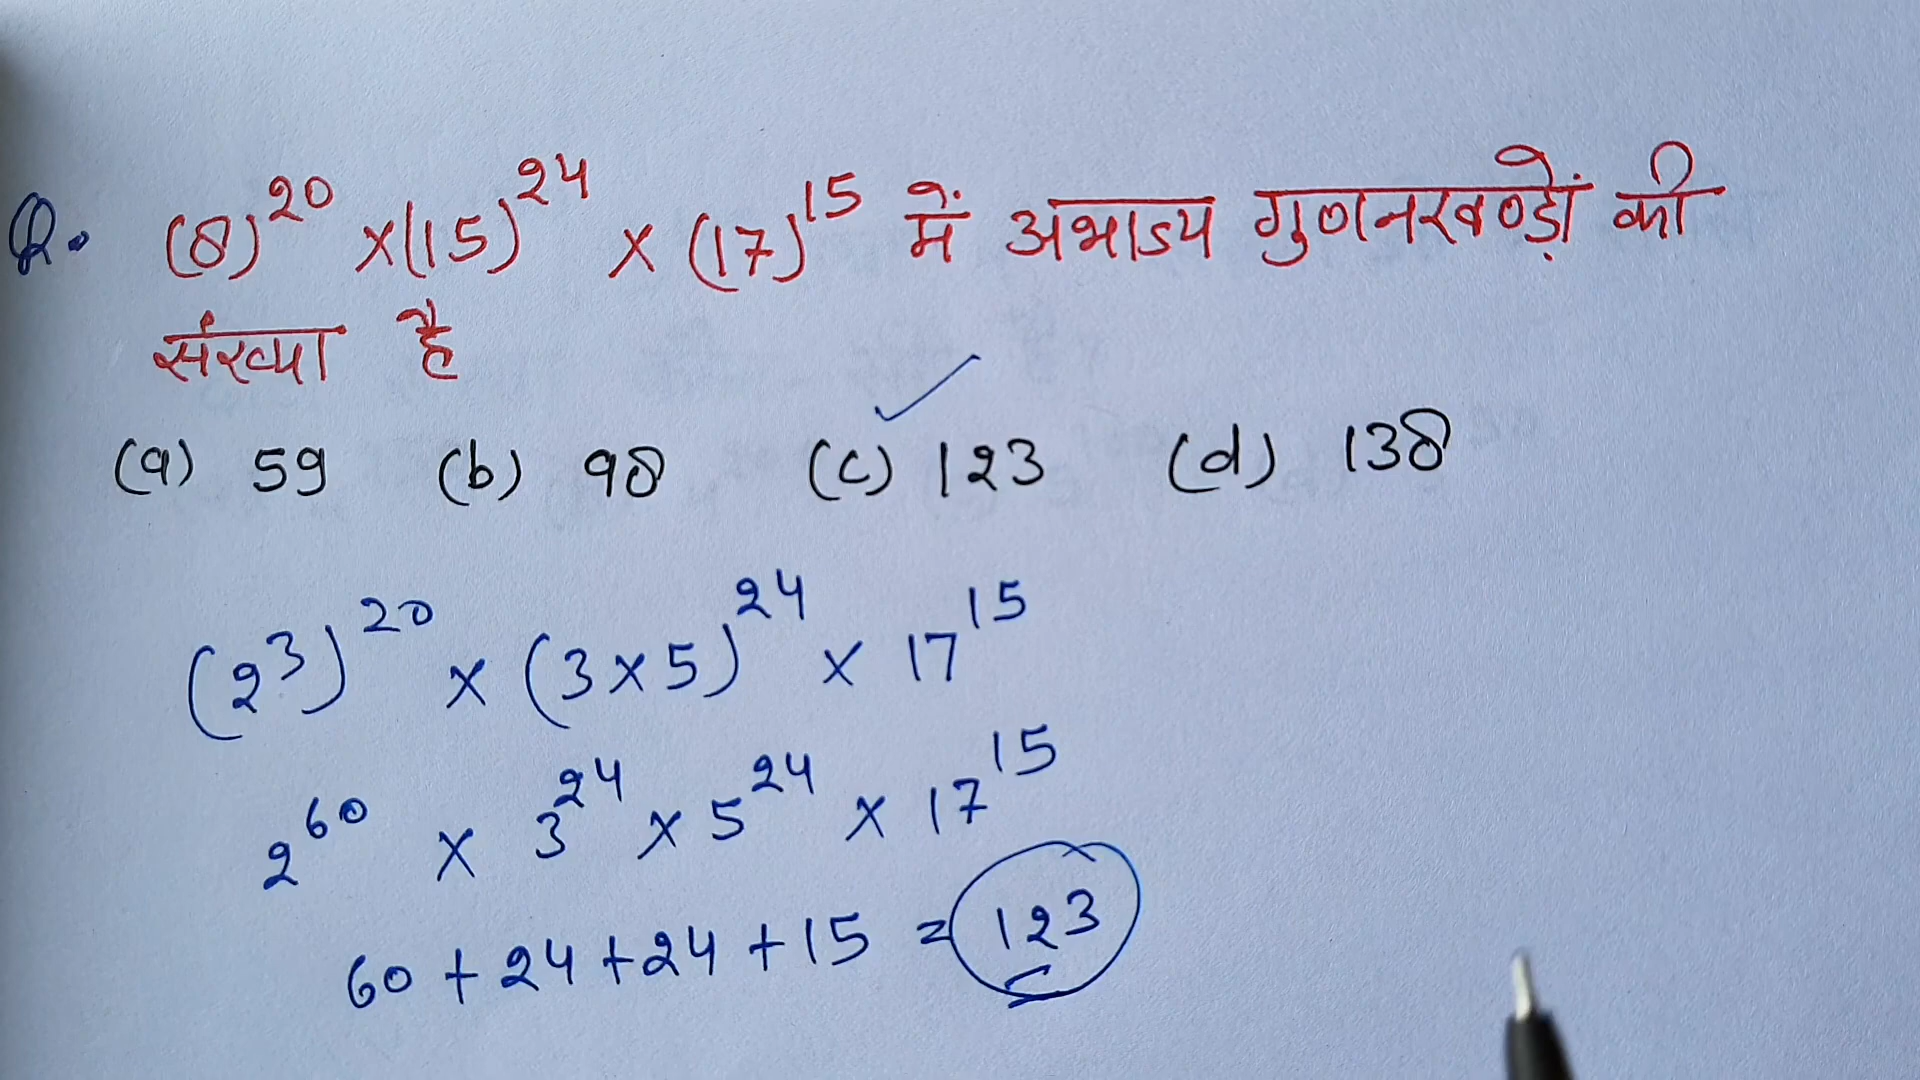 Q. (8)^20 × (15)^24 × (17)^15 में अभाज्य गुणनखण्डों की
संख्या है
(a) 59 (b) 98 (c) 123 (d) 138
(2^3)^20 × (3×5)^24 × 17^15
2^60 × 3^24 × 5^24 × 17^15
60 + 24 + 24 + 15 = 123